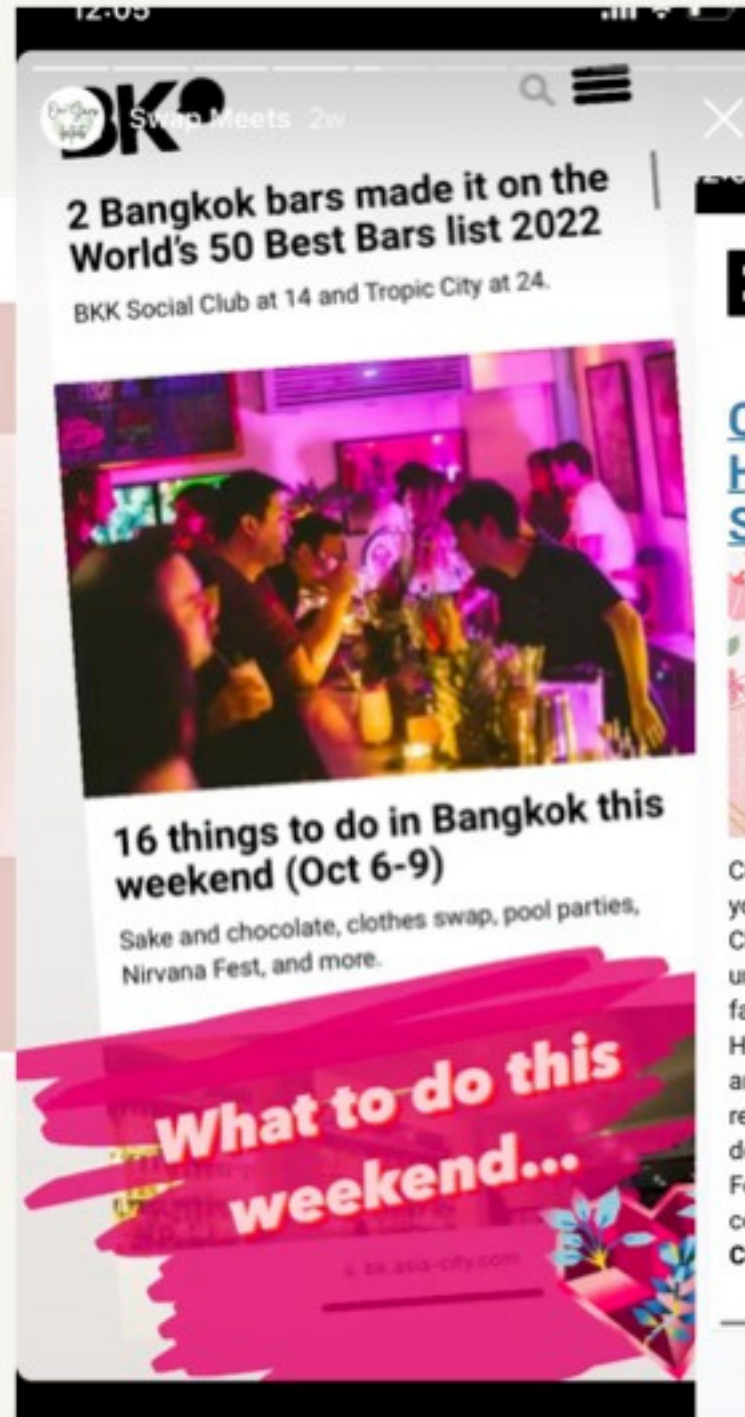 12:05
BK
Swap Meets 2w
2 Bangkok bars made it on the
World's 50 Best Bars list 2022
BKK Social Club at 14 and Tropic City at 24.
16 things to do in Bangkok this
weekend (Oct 6-9)
Sake and chocolate, clothes swap, pool parties,
Nirvana Fest, and more.
What to do this
weekend...
bk.asia-city.com